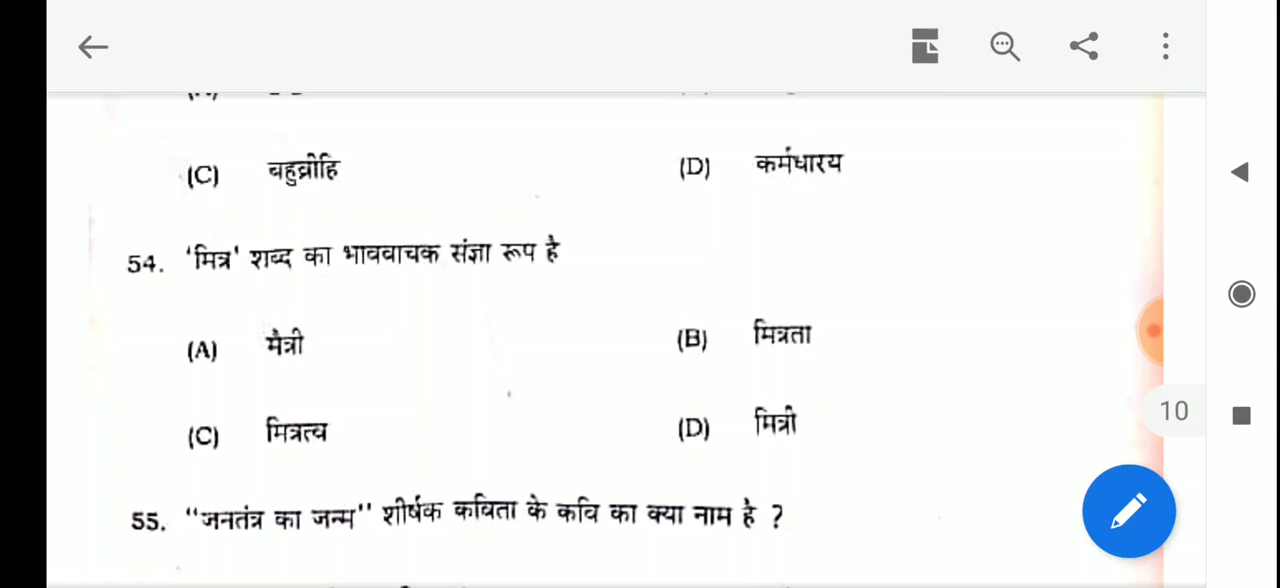 (C) बहुव्रीहि (D) कर्मधारय
54. 'मित्र' शब्द का भाववाचक संज्ञा रूप है
(A) मैत्री (B) मित्रता
(C) मित्रत्व (D) मित्री
10
55. "जनतंत्र का जन्म" शीर्षक कविता के कवि का क्या नाम है ?